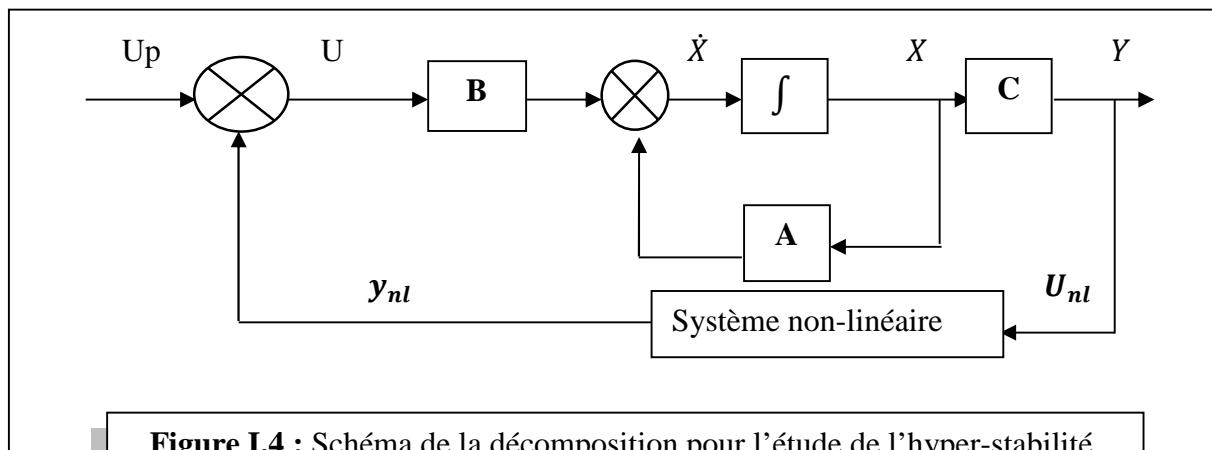 Up U Ẋ X Y
B ∫ C
A
y_nl U_nl
Système non-linéaire
Figure I.4 : Schéma de la décomposition pour l'étude de l'hyper-stabilité